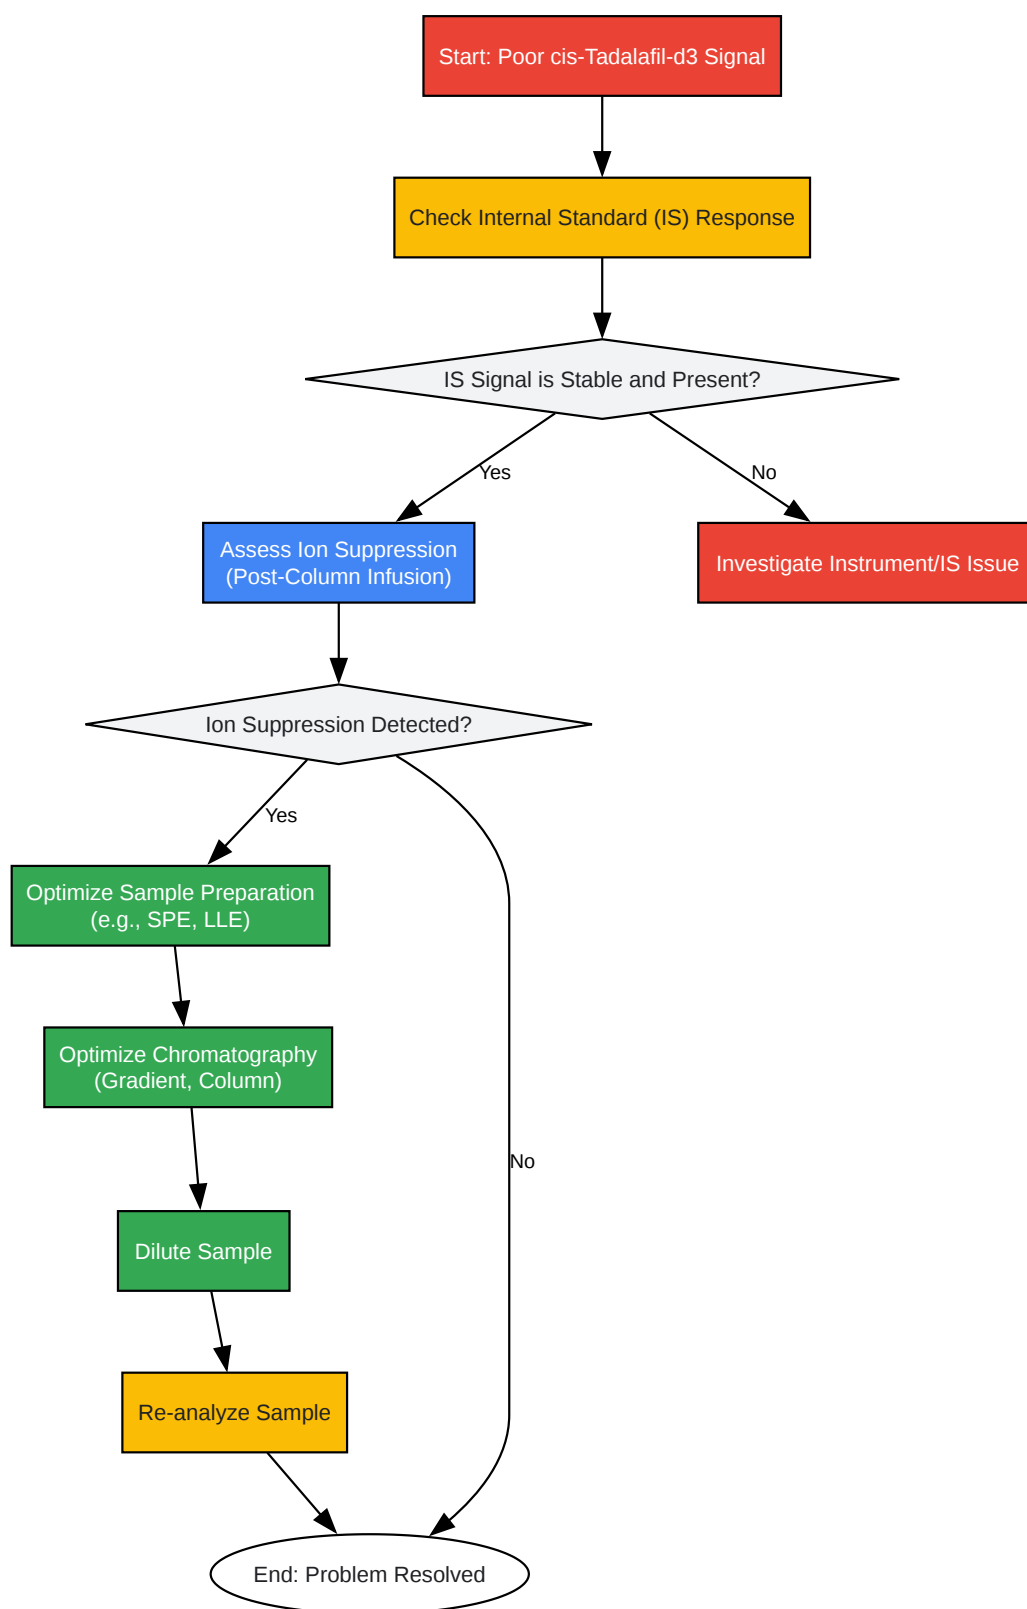 Start: Poor cis-Tadalafil-d3 Signal
Check Internal Standard (IS) Response
IS Signal is Stable and Present?
Yes
No
Assess Ion Suppression
(Post-Column Infusion)
Investigate Instrument/IS Issue
Ion Suppression Detected?
Yes
Optimize Sample Preparation
(e.g., SPE, LLE)
Optimize Chromatography
(Gradient, Column)
No
Dilute Sample
Re-analyze Sample
End: Problem Resolved